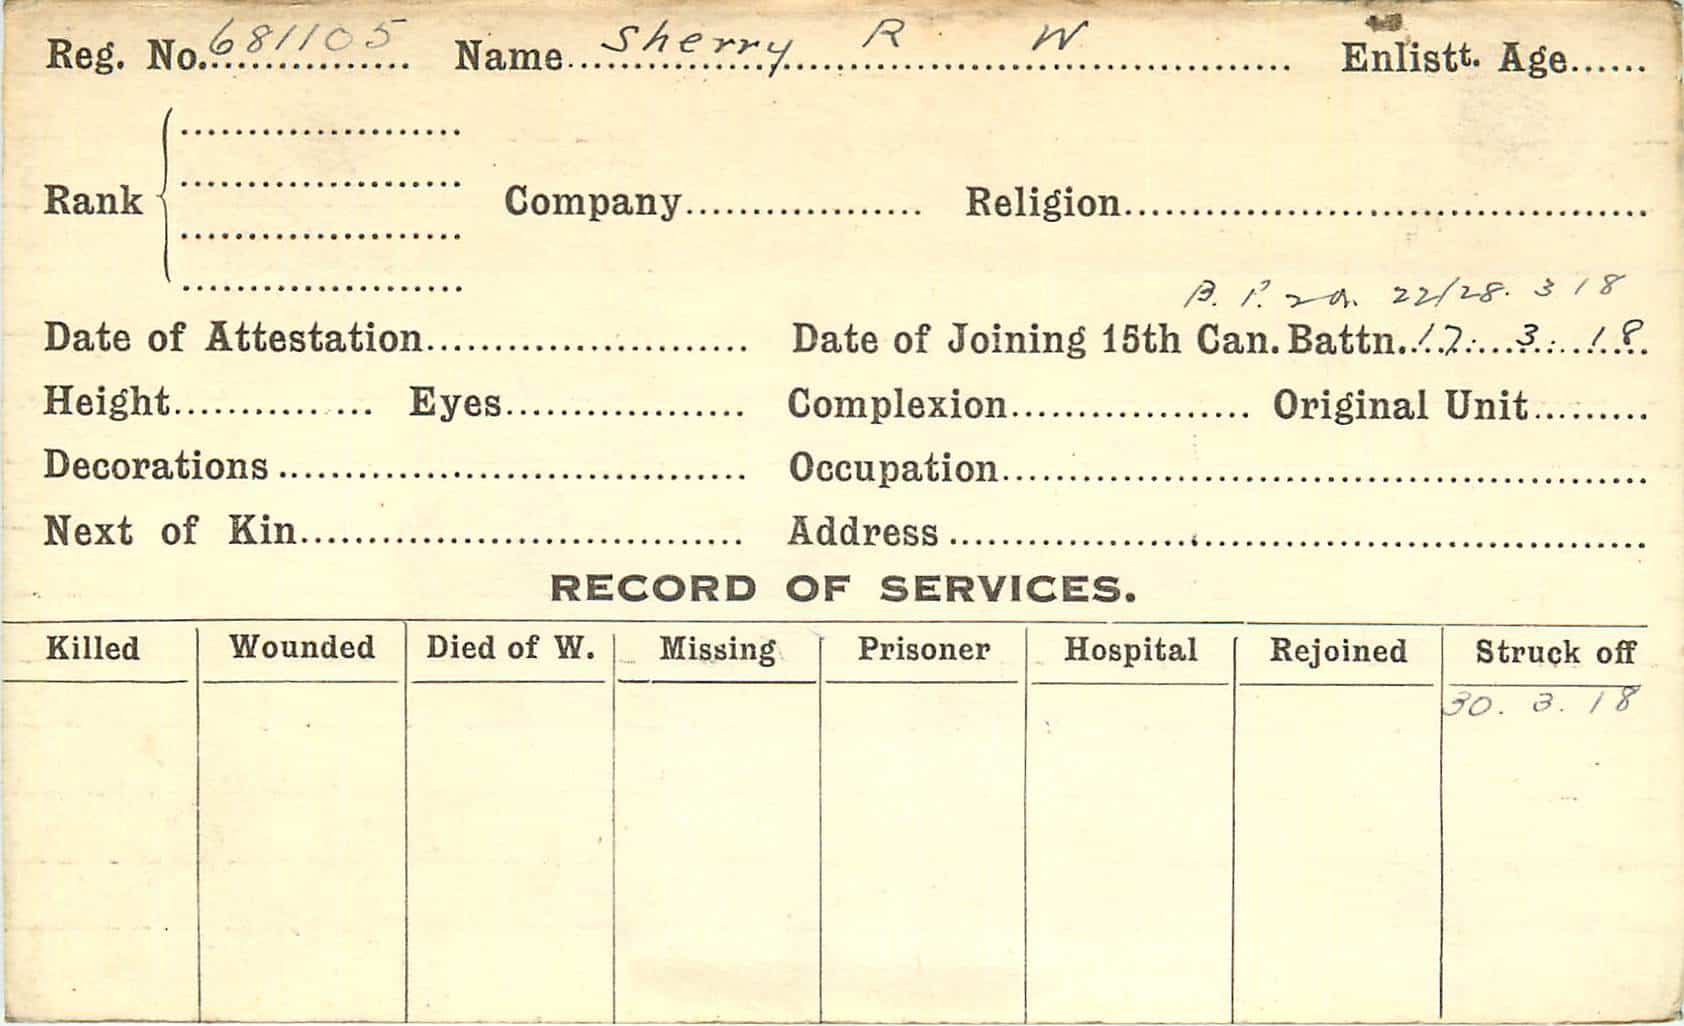 Reg. No. 681105 Name Sherry R W Enlistt. Age
Rank Company Religion
22/28. 3 18
Date of Attestation Date of Joining 15th Can. Battn. 17. 3. 18.
Height Eyes Complexion Original Unit
Decorations Occupation
Next of Kin Address
RECORD OF SERVICES.
Killed Wounded Died of W. Missing Prisoner Hospital Rejoined Struck off
30. 3. 18